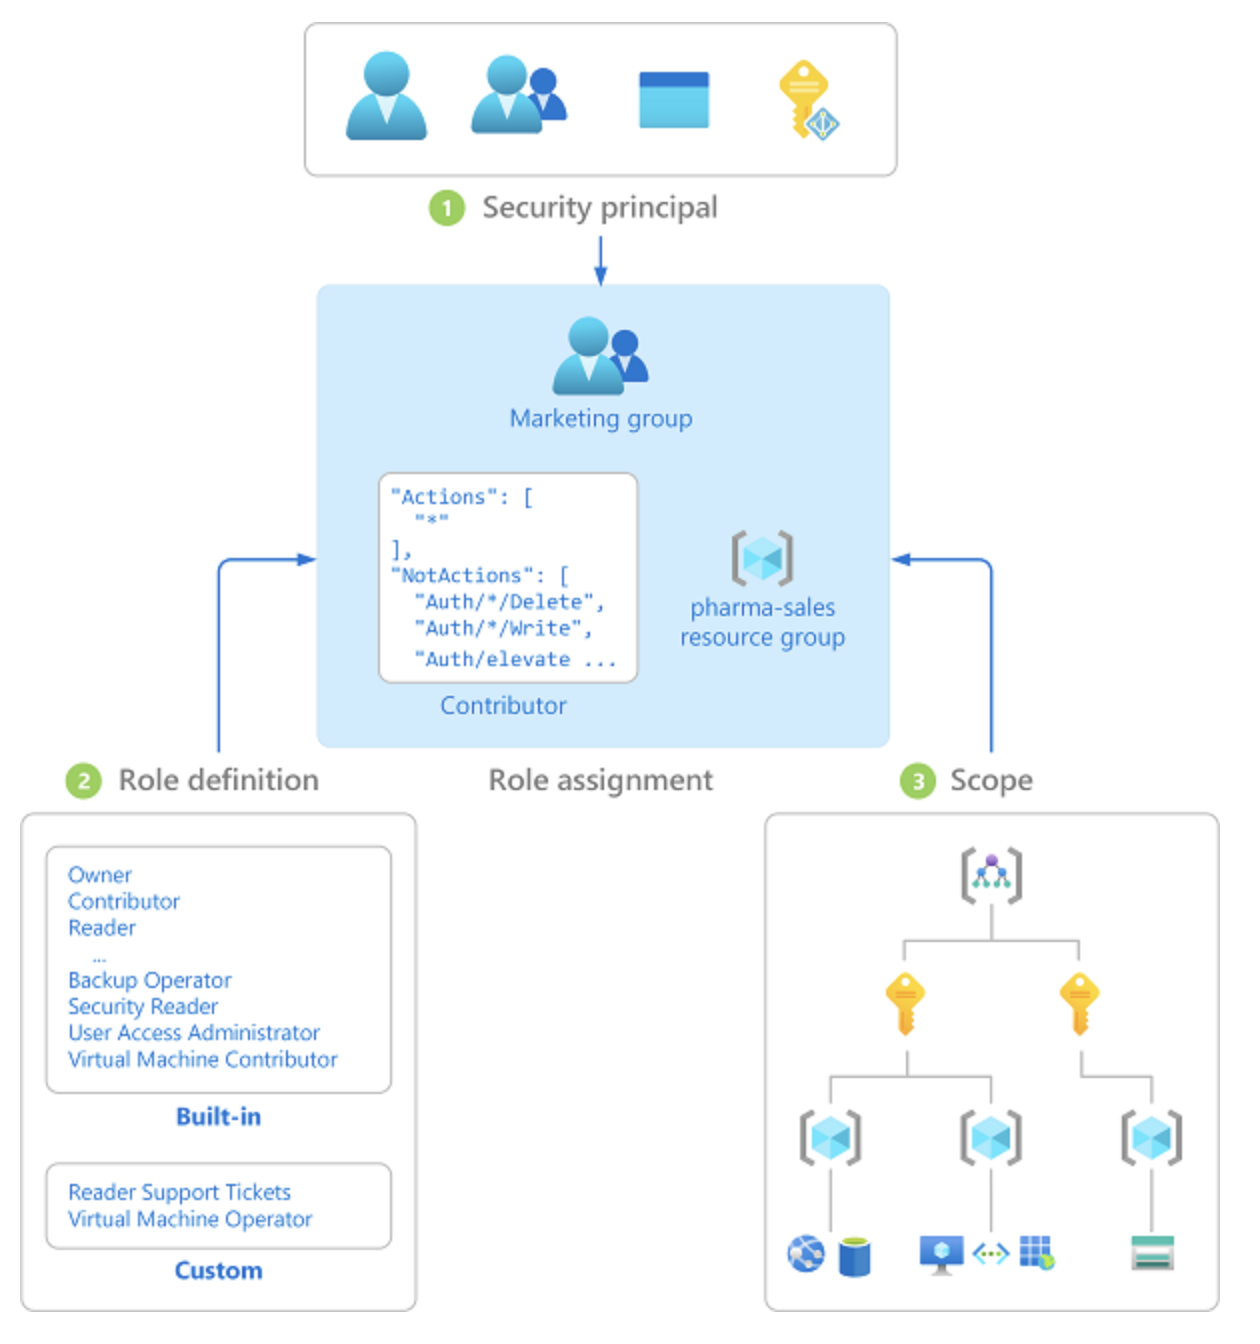 1 Security principal
Marketing group
"Actions": [
"*"
],
"NotActions": [
"Auth/*/Delete",
"Auth/*/Write",
"Auth/elevate ...
Contributor
pharma-sales
resource group
2 Role definition
Role assignment
3 Scope
Owner
Contributor
Reader
...
Backup Operator
Security Reader
User Access Administrator
Virtual Machine Contributor
Built-in
Reader Support Tickets
Virtual Machine Operator
Custom